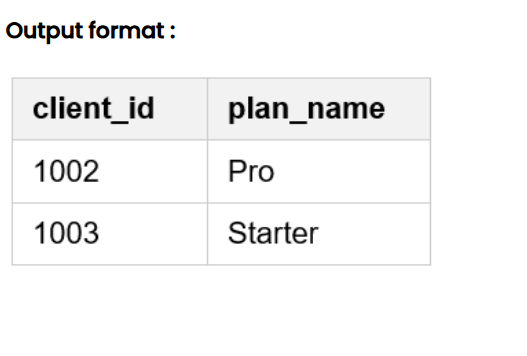 Output format :
client_id plan_name
1002 Pro
1003 Starter